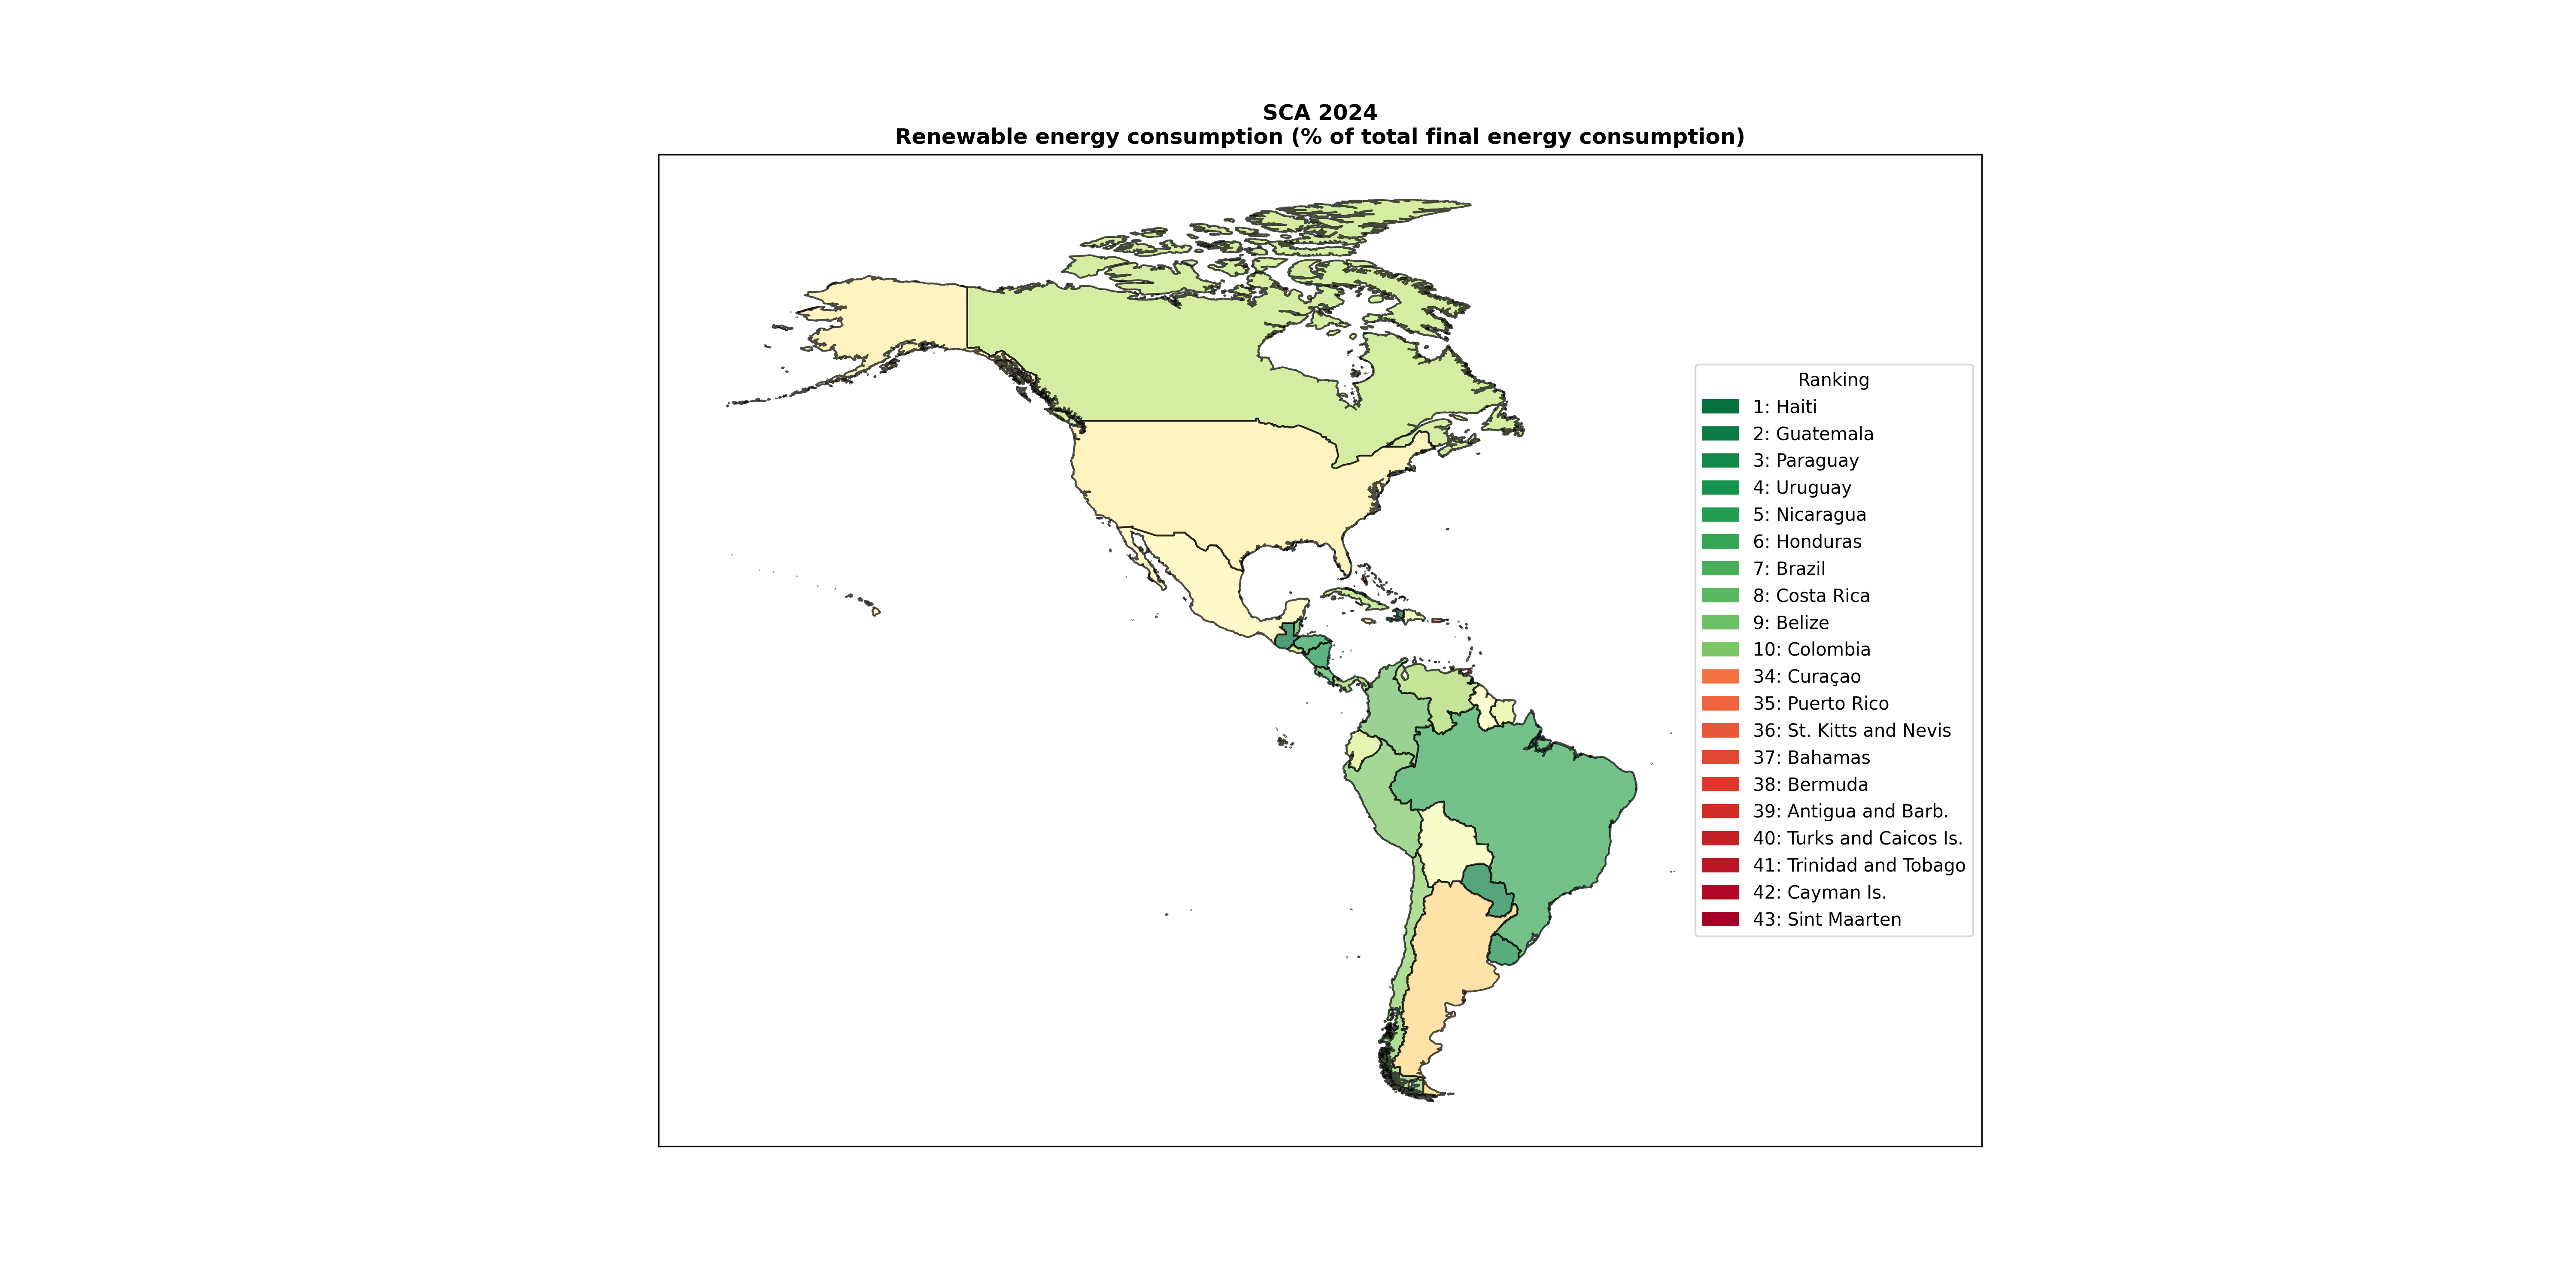 SCA 2024
Renewable energy consumption (% of total final energy consumption)
Ranking
1: Haiti
2: Guatemala
3: Paraguay
4: Uruguay
5: Nicaragua
6: Honduras
7: Brazil
8: Costa Rica
9: Belize
10: Colombia
34: Curaçao
35: Puerto Rico
36: St. Kitts and Nevis
37: Bahamas
38: Bermuda
39: Antigua and Barb.
40: Turks and Caicos Is.
41: Trinidad and Tobago
42: Cayman Is.
43: Sint Maarten